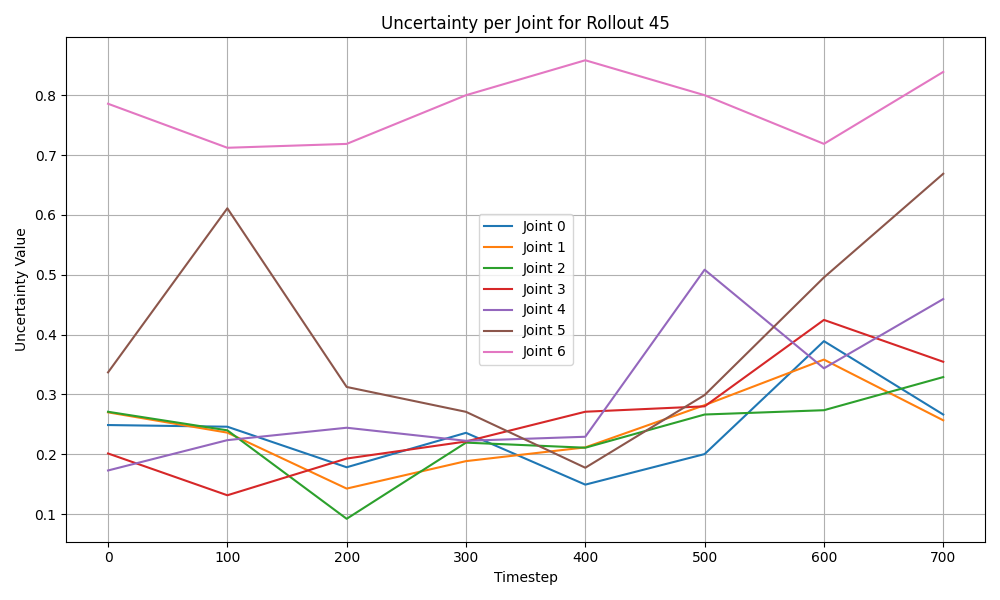 Uncertainty per Joint for Rollout 45
Uncertainty Value
0.8
0.7
0.6
0.5
0.4
0.3
0.2
0.1
Joint 0
Joint 1
Joint 2
Joint 3
Joint 4
Joint 5
Joint 6
0 100 200 300 400 500 600 700
Timestep